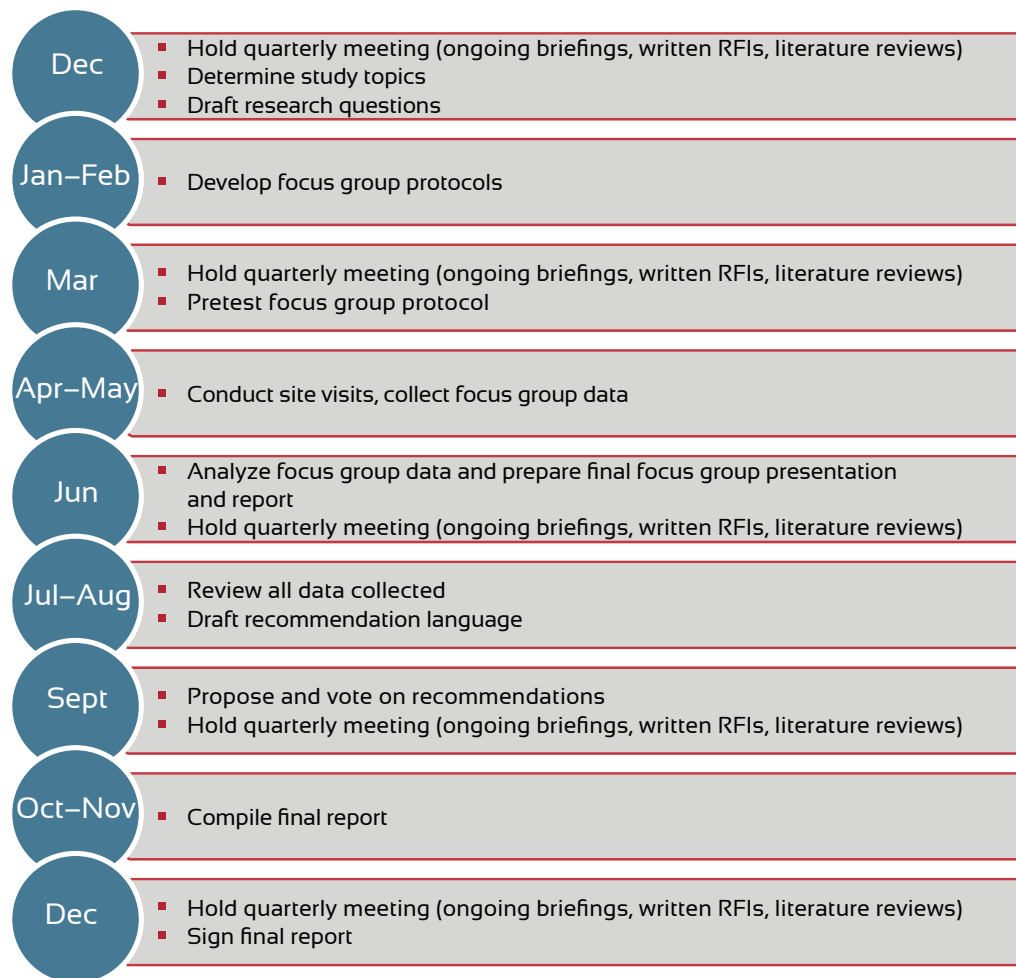 Dec
Hold quarterly meeting (ongoing briefings, written RFIs, literature reviews)
Determine study topics
Draft research questions
Jan–Feb
Develop focus group protocols
Mar
Hold quarterly meeting (ongoing briefings, written RFIs, literature reviews)
Pretest focus group protocol
Apr–May
Conduct site visits, collect focus group data
Jun
Analyze focus group data and prepare final focus group presentation
and report
Hold quarterly meeting (ongoing briefings, written RFIs, literature reviews)
Jul–Aug
Review all data collected
Draft recommendation language
Sept
Propose and vote on recommendations
Hold quarterly meeting (ongoing briefings, written RFIs, literature reviews)
Oct–Nov
Compile final report
Dec
Hold quarterly meeting (ongoing briefings, written RFIs, literature reviews)
Sign final report